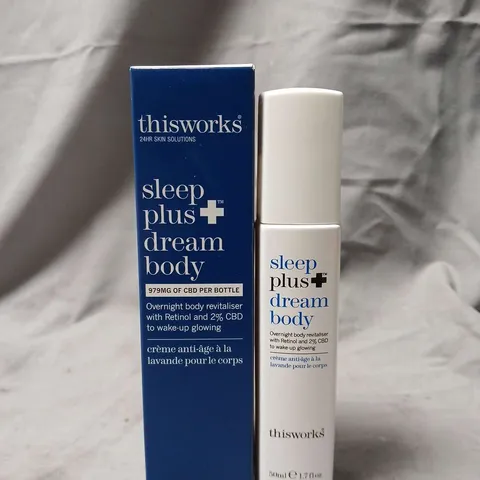 thisworks®
24HR SKIN SOLUTIONS
sleep
plus+™
dream
body
979MG OF CBD PER BOTTLE
Overnight body revitaliser
with Retinol and 2% CBD
to wake-up glowing
crème anti-âge à la
lavande pour le corps
sleep
plus+™
dream
body
Overnight body revitaliser
with Retinol and 2% CBD
to wake-up glowing
crème anti-âge à la
lavande pour le corps
thisworks®
50ml ℮ 1.7fl oz